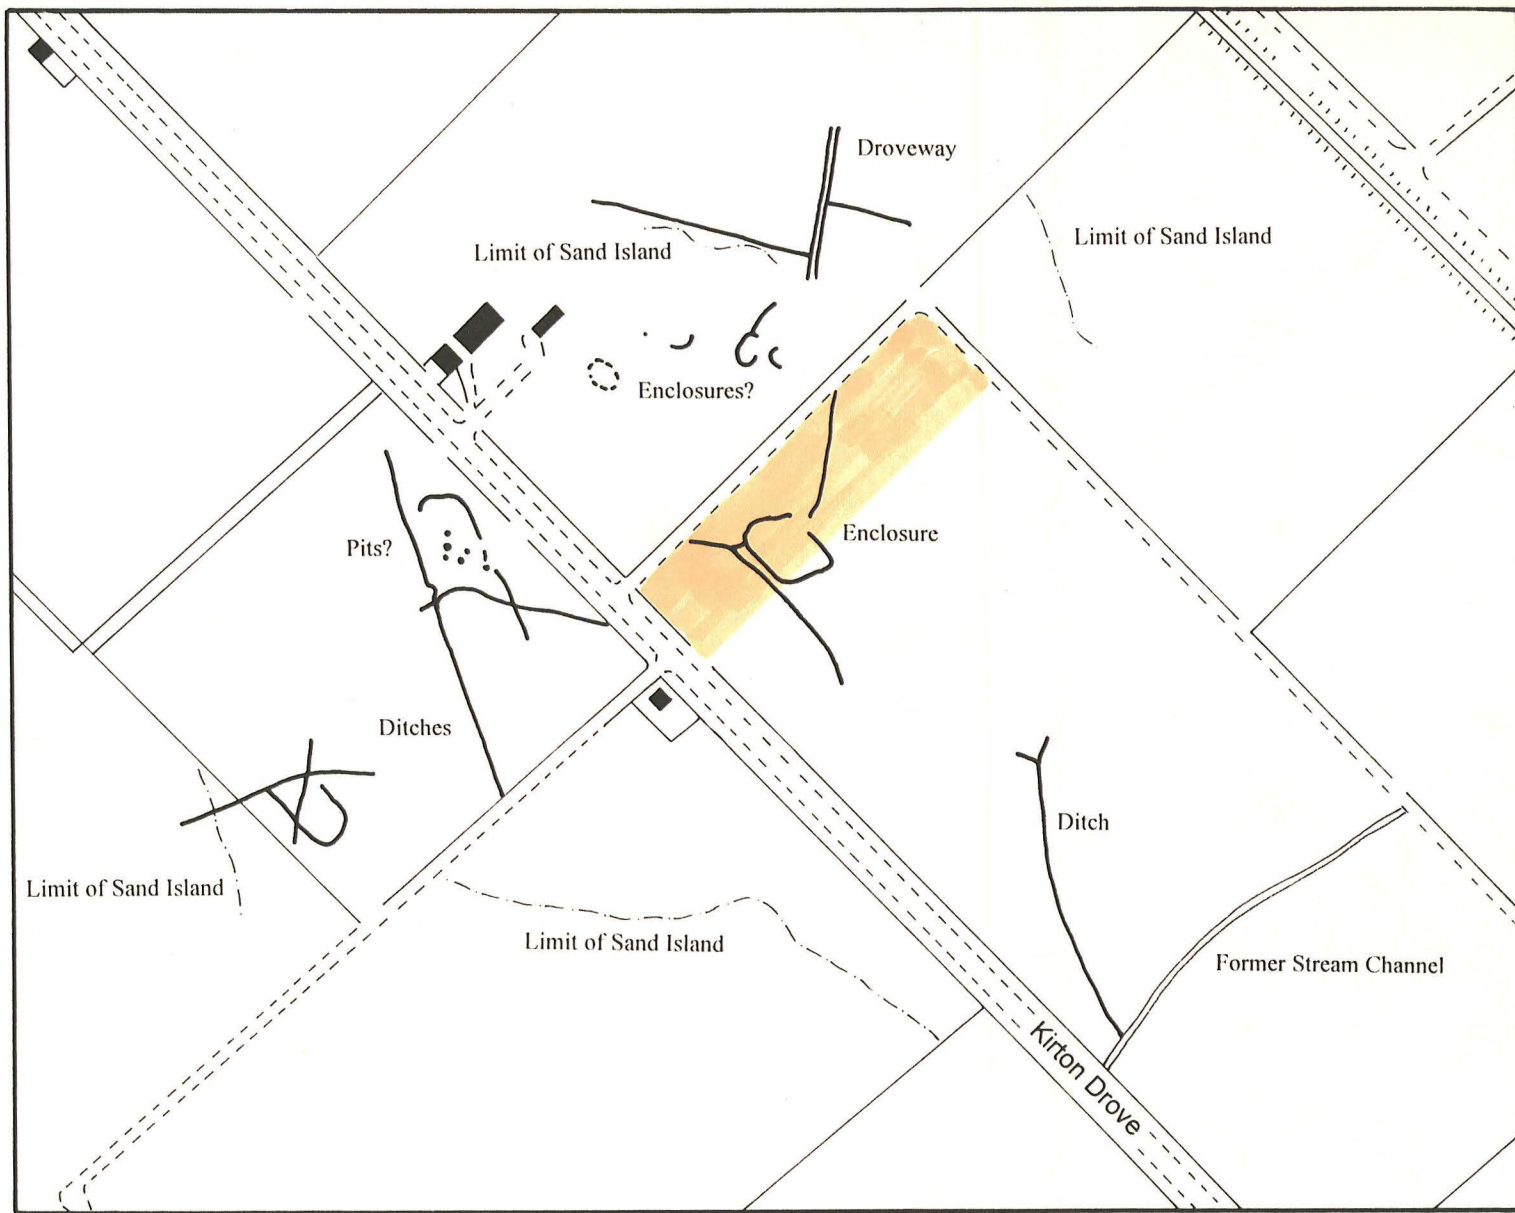 Droveway
Limit of Sand Island
Limit of Sand Island
Enclosures?
Enclosure
Pits?
Ditches
Ditch
Limit of Sand Island
Limit of Sand Island
Former Stream Channel
Kirton Drove